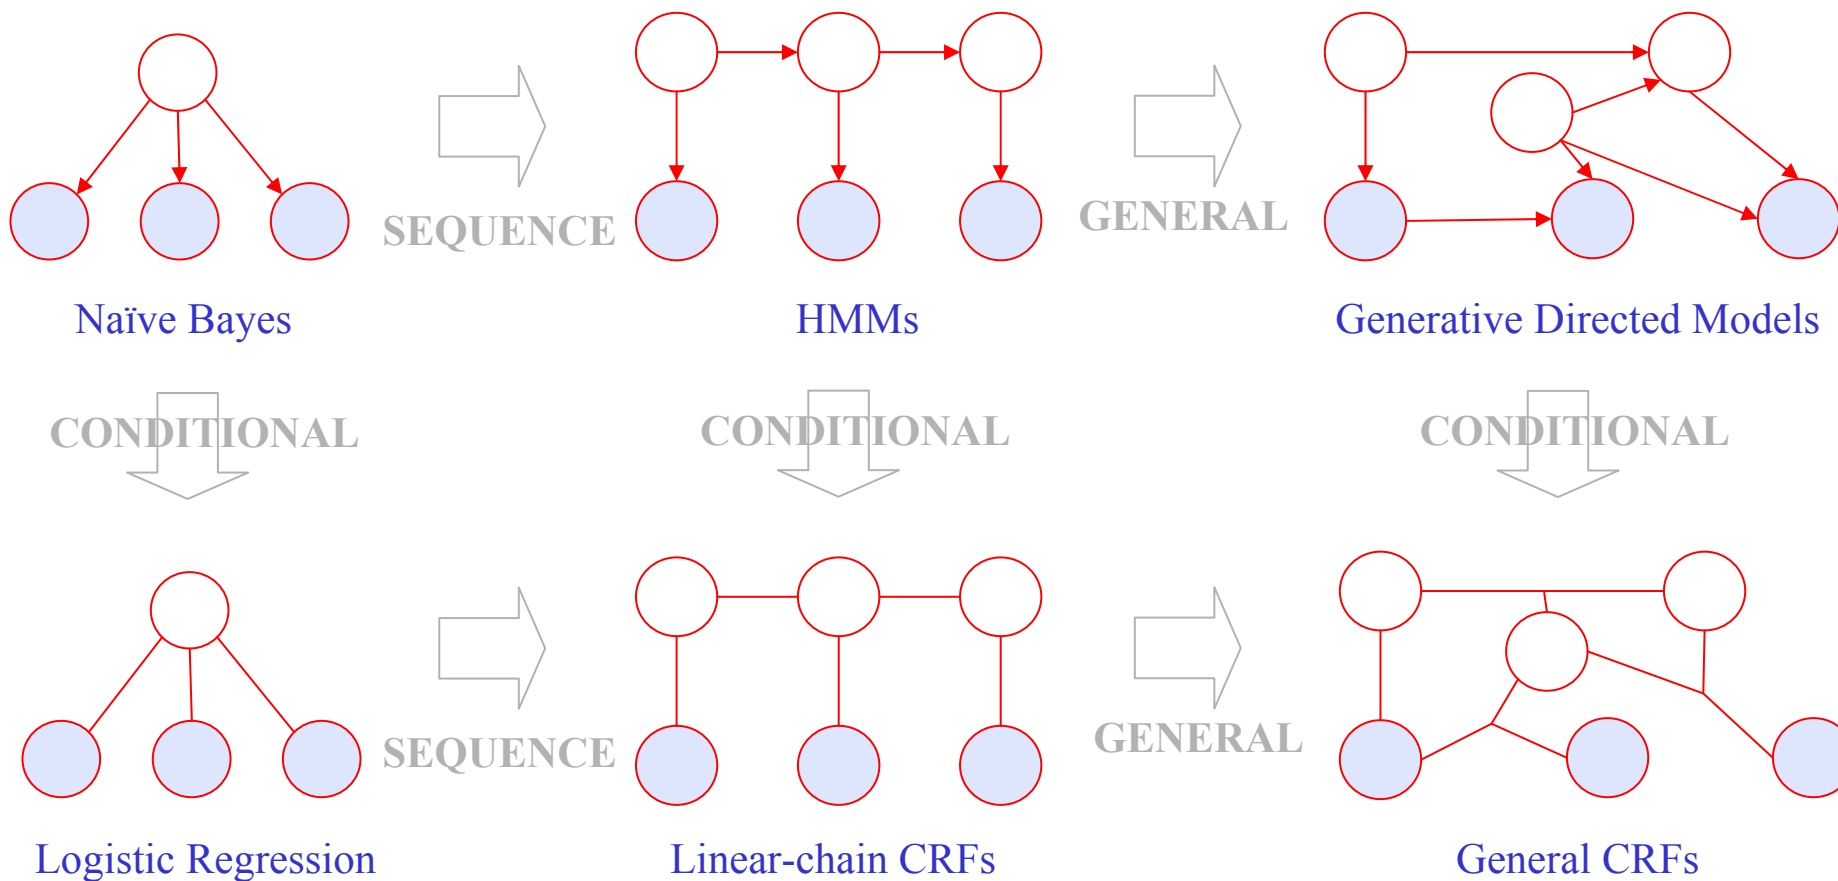 SEQUENCE
GENERAL
Naïve Bayes
HMMs
Generative Directed Models
CONDITIONAL
CONDITIONAL
CONDITIONAL
SEQUENCE
GENERAL
Logistic Regression
Linear-chain CRFs
General CRFs